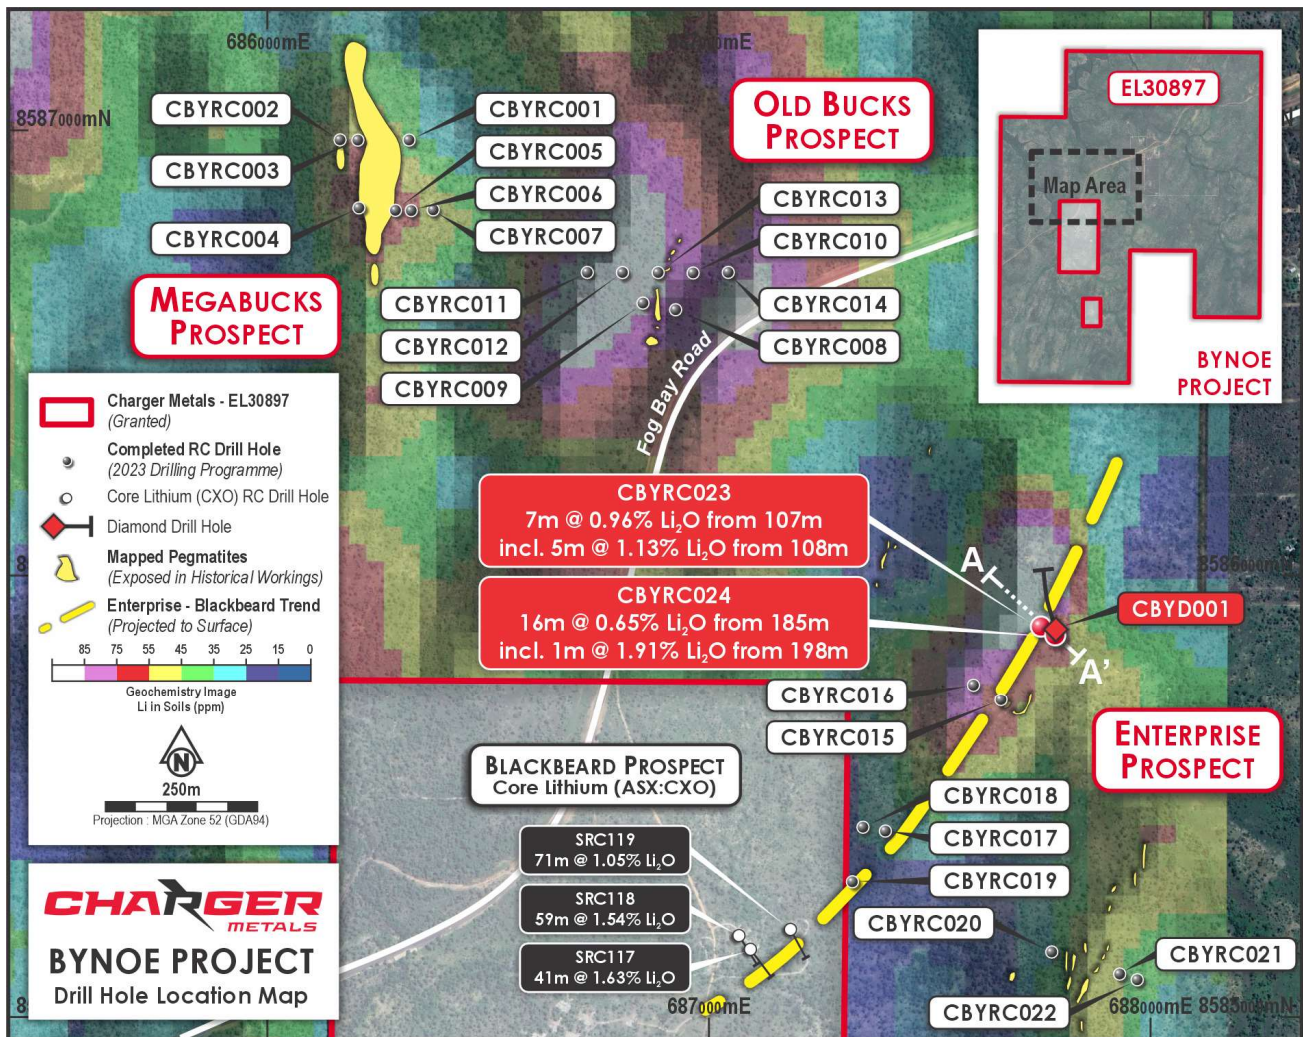 686000mE
mE
8587000mN
CBYRC002
CBYRC003
CBYRC004
CBYRC001
CBYRC005
CBYRC006
CBYRC007
MEGABUCKS
PROSPECT
OLD BUCKS
PROSPECT
CBYRC013
CBYRC010
CBYRC014
CBYRC008
CBYRC011
CBYRC012
CBYRC009
Fog Bay Road
EL30897
Map Area
BYNOE
PROJECT
Charger Metals - EL30897
(Granted)
Completed RC Drill Hole
(2023 Drilling Programme)
Core Lithium (CXO) RC Drill Hole
Diamond Drill Hole
Mapped Pegmatites
(Exposed in Historical Workings)
Enterprise - Blackbeard Trend
(Projected to Surface)
85 75 55 45 35 25 15 10 0
Geochemistry Image
Li in Soils (ppm)
N
250m
Projection : MGA Zone 52 (GDA94)
CHARGER
METALS
BYNOE PROJECT
Drill Hole Location Map
CBYRC023
7m @ 0.96% Li₂O from 107m
incl. 5m @ 1.13% Li₂O from 108m
CBYRC024
16m @ 0.65% Li₂O from 185m
incl. 1m @ 1.91% Li₂O from 198m
A
A'
8586000mN
CBYD001
CBYRC016
CBYRC015
ENTERPRISE
PROSPECT
BLACKBEARD PROSPECT
Core Lithium (ASX:CXO)
CBYRC018
CBYRC017
CBYRC019
SRC119
71m @ 1.05% Li₂O
SRC118
59m @ 1.54% Li₂O
SRC117
41m @ 1.63% Li₂O
CBYRC020
CBYRC021
CBYRC022
687000mE
688000mE
8585000mN